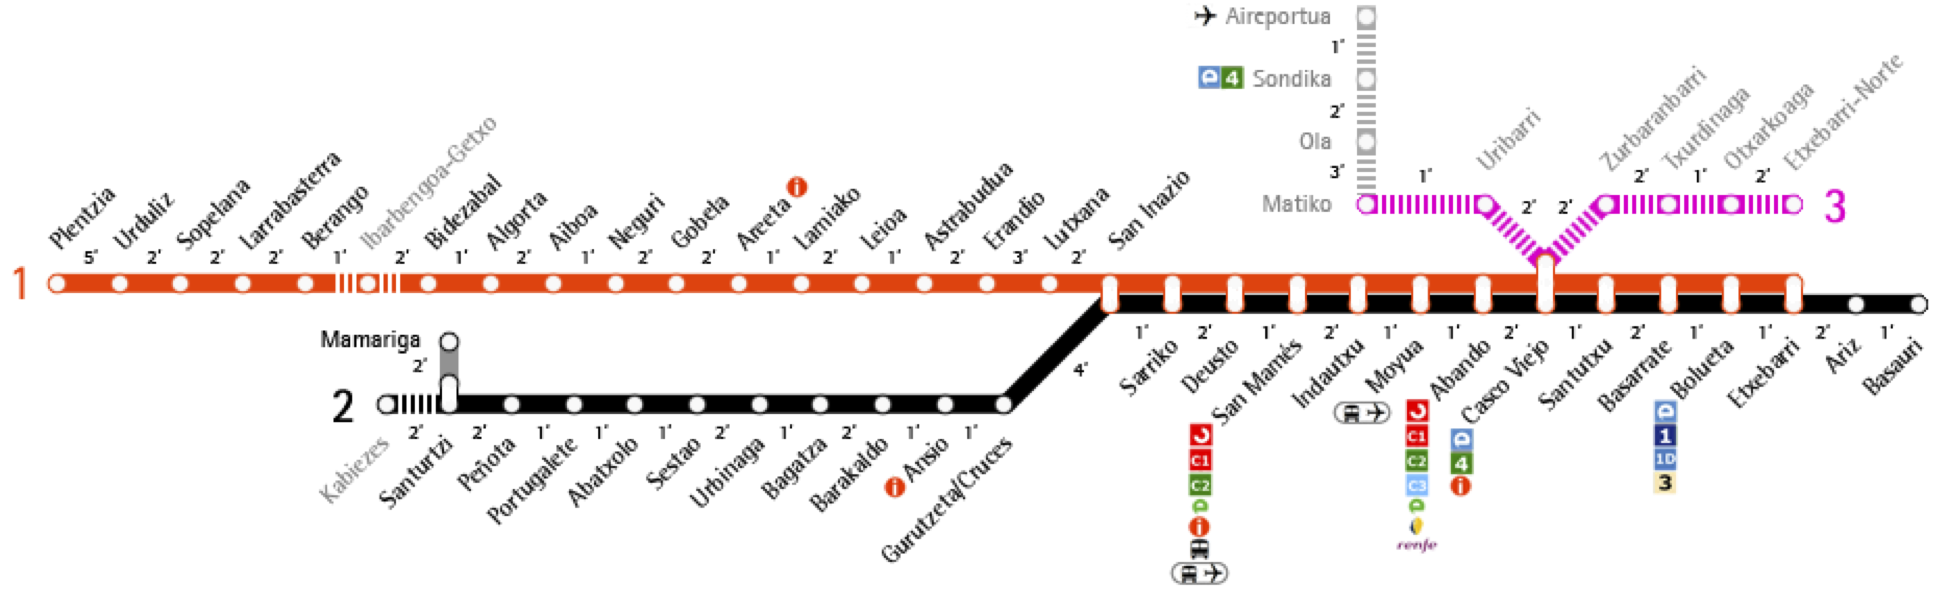 Aireportua
1'
4 Sondika
2'
Ola
3'
Matiko
1'
Uribarri
2'
2'
Zurbaranbarri
2'
Txurdinaga
1'
Otxarkoaga
2'
Etxebarri-Norte
3
1
Plentzia
5'
Urduliz
2'
Sopelana
2'
Larrabasterra
2'
Berango
1'
Ibarbengoa-Getxo
2'
Bidezabal
1'
Algorta
2'
Aiboa
1'
Neguri
2'
Gobela
2'
Areeta i
1'
Lamiako
2'
Leioa
1'
Astrabudua
2'
Erandio
3'
Lutxana
2'
San Inazio
1'
Sarriko
2'
Deusto
1'
San Mamés
C1
C2
i
2'
Indautxu
1'
Moyua
1'
Abando
C1
C2
C3
renfe
2'
Casco Viejo
4
i
1'
Santutxu
2'
Basarrate
1'
Bolueta
1
1D
3
1'
Etxebarri
2'
Ariz
1'
Basauri
Mamariga
2'
2
Kabiezes
2'
Santurtzi
2'
Peñota
1'
Portugalete
1'
Abatxolo
1'
Sestao
2'
Urbinaga
1'
Bagatza
2'
Barakaldo
1'
i Ansio
1'
Gurutzeta/Cruces
4'